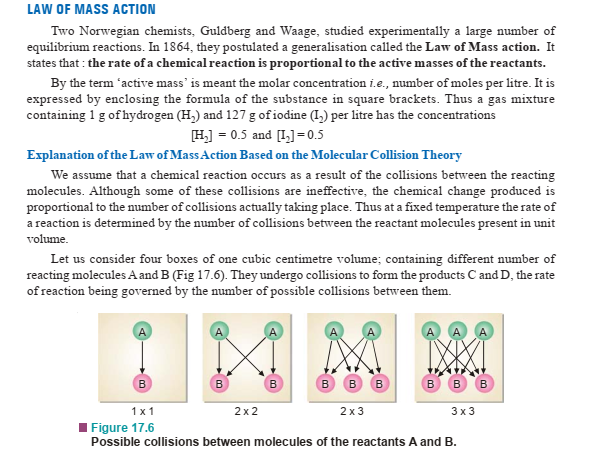 LAW OF MASS ACTION
Two Norwegian chemists, Guldberg and Waage, studied experimentally a large number of
equilibrium reactions. In 1864, they postulated a generalisation called the Law of Mass action. It
states that : the rate of a chemical reaction is proportional to the active masses of the reactants.
By the term ‘active mass’ is meant the molar concentration i.e., number of moles per litre. It is
expressed by enclosing the formula of the substance in square brackets. Thus a gas mixture
containing 1 g of hydrogen (H₂) and 127 g of iodine (I₂) per litre has the concentrations
[H₂] = 0.5 and [I₂] = 0.5
Explanation of the Law of Mass Action Based on the Molecular Collision Theory
We assume that a chemical reaction occurs as a result of the collisions between the reacting
molecules. Although some of these collisions are ineffective, the chemical change produced is
proportional to the number of collisions actually taking place. Thus at a fixed temperature the rate of
a reaction is determined by the number of collisions between the reactant molecules present in unit
volume.
Let us consider four boxes of one cubic centimetre volume; containing different number of
reacting molecules A and B (Fig 17.6). They undergo collisions to form the products C and D, the rate
of reaction being governed by the number of possible collisions between them.
A A A A A A A A
B B B B B B B B B
1 x 1 2 x 2 2 x 3 3 x 3
Figure 17.6
Possible collisions between molecules of the reactants A and B.